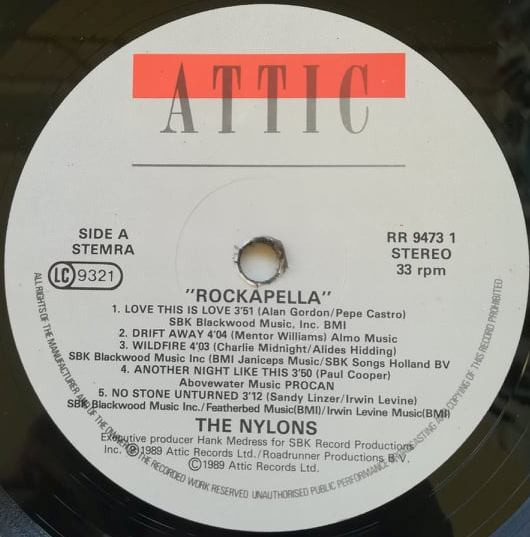 ATTIC
SIDE A
STEMRA
LC 9321
RR 9473 1
STEREO
33 rpm
"ROCKAPELLA"
1. LOVE THIS IS LOVE 3'51 (Alan Gordon/Pepe Castro)
SBK Blackwood Music, Inc. BMI
2. DRIFT AWAY 4'04 (Mentor Williams) Almo Music
3. WILDFIRE 4'03 (Charlie Midnight/Alides Hidding)
SBK Blackwood Music Inc (BMI Janiceps Music/SBK Songs Holland BV
4. ANOTHER NIGHT LIKE THIS 3'50 (Paul Cooper)
Abovewater Music PROCAN
5. NO STONE UNTURNED 3'12 (Sandy Linzer/Irwin Levine)
SBK Blackwood Music Inc./Featherbed Music(BMI)/Irwin Levine Music(BMI)
THE NYLONS
Executive producer Hank Medress for SBK Record Productions
Inc. ℗1989 Attic Records Ltd./Roadrunner Productions B.V.
©1989 Attic Records Ltd.
ALL RIGHTS OF THE MANUFACTURER AND OF THE OWNER OF THE RECORDED WORK RESERVED UNAUTHORISED PUBLIC PERFORMANCE BROADCASTING AND COPYING OF THIS RECORD PROHIBITED